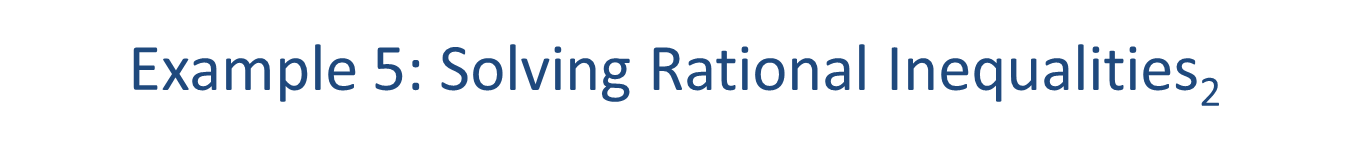 Example 5: Solving Rational Inequalities₂